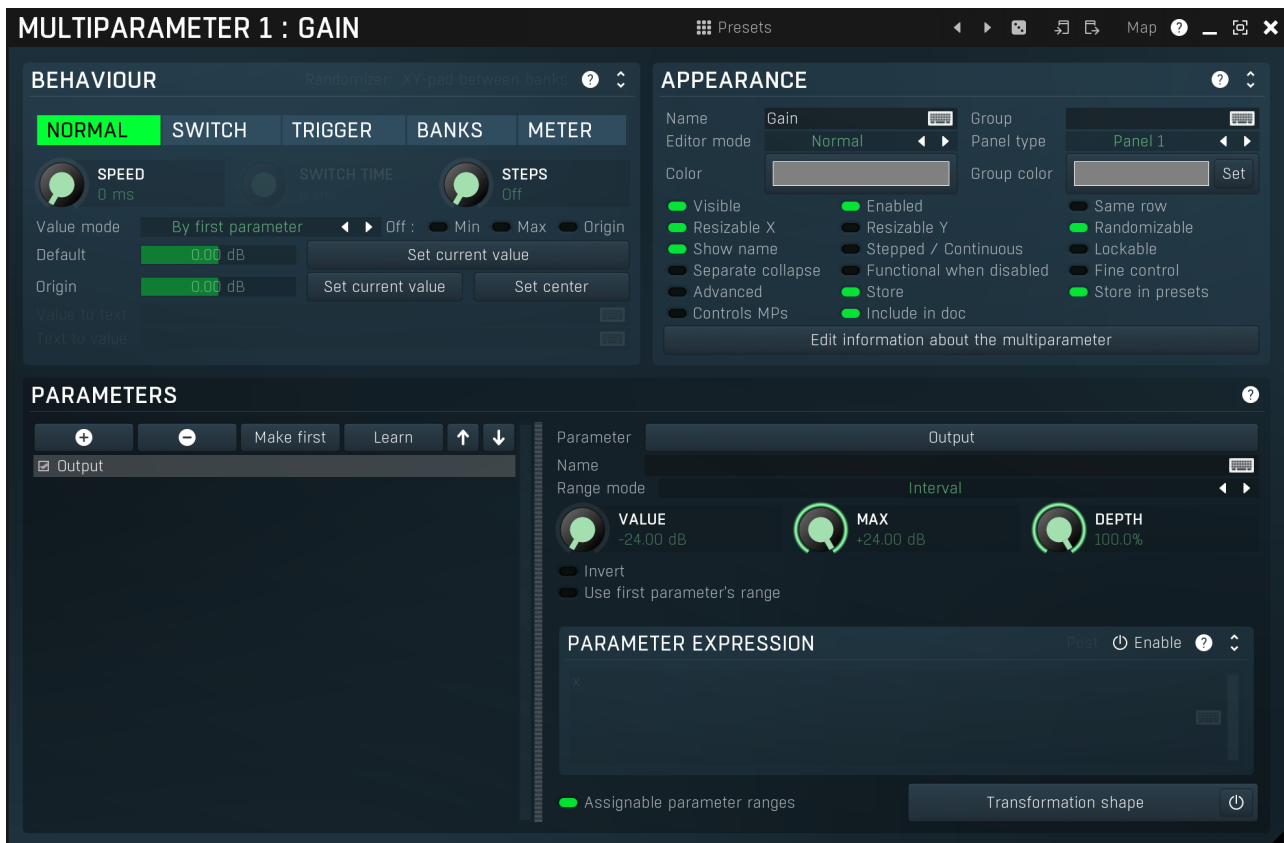 MULTIPARAMETER 1 : GAIN Presets Map ?
BEHAVIOUR Randomizer XY-pad between banks ?
NORMAL SWITCH TRIGGER BANKS METER
SPEED SWITCH TIME STEPS
0 ms Off
Value mode By first parameter Off : Min Max Origin
Default 0.00 dB Set current value
Origin 0.00 dB Set current value Set center
Value to text
Text to value
APPEARANCE ?
Name Gain Group
Editor mode Normal Panel type Panel 1
Color Group color Set
Visible Enabled Same row
Resizable X Resizable Y Randomizable
Show name Stepped / Continuous Lockable
Separate collapse Functional when disabled Fine control
Advanced Store Store in presets
Controls MPs Include in doc
Edit information about the multiparameter
PARAMETERS ?
Make first Learn
Output
Parameter Output
Name
Range mode Interval
VALUE MAX DEPTH
-24.00 dB +24.00 dB 100.0%
Invert
Use first parameter's range
PARAMETER EXPRESSION Post Enable ?
x
Assignable parameter ranges Transformation shape